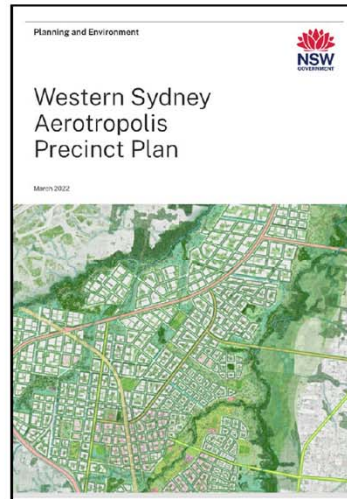 Planning and Environment
NSW
GOVERNMENT
Western Sydney
Aerotropolis
Precinct Plan
March 2022